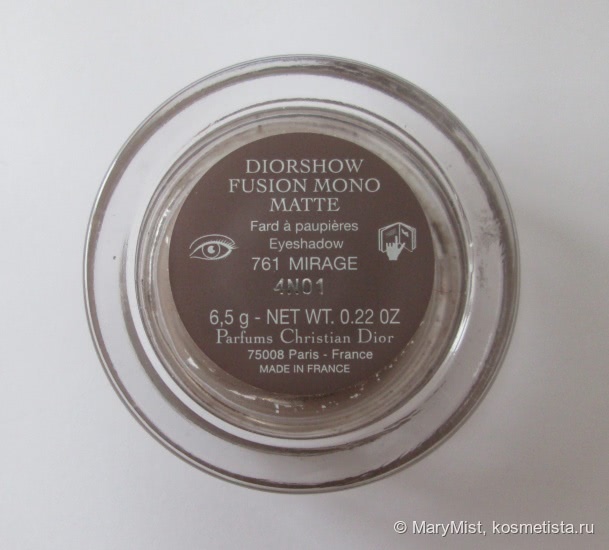 DIORSHOW
FUSION MONO
MATTE
Fard à paupières
Eyeshadow
761 MIRAGE
4N01
6,5 g - NET WT. 0.22 OZ
Parfums Christian Dior
75008 Paris - France
MADE IN FRANCE
© MaryMist, kosmetista.ru